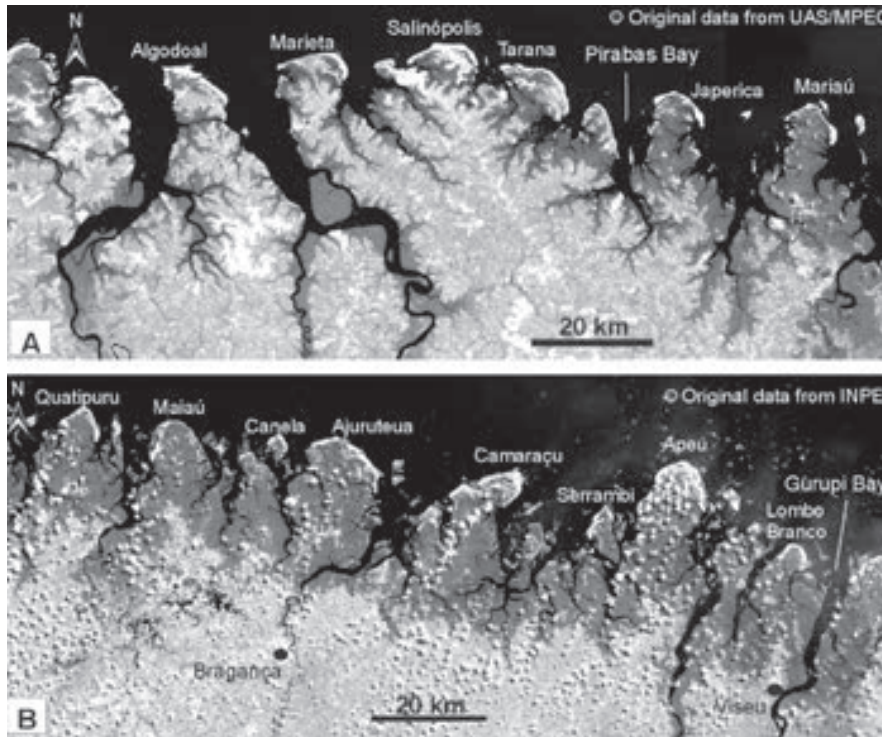 © Original data from UAS/MPEG
N
Algodoal
Marieta
Salinópolis
Tarana
Pirabas Bay
Japerica
Mariaú
A
20 km
N
Quatipuru
Maiaú
Canela
Ajuruteua
© Original data from INPE
Camaraçu
Apeú
Serrambi
Gurupi Bay
Lombo
Branco
Bragança
Viseu
B
20 km